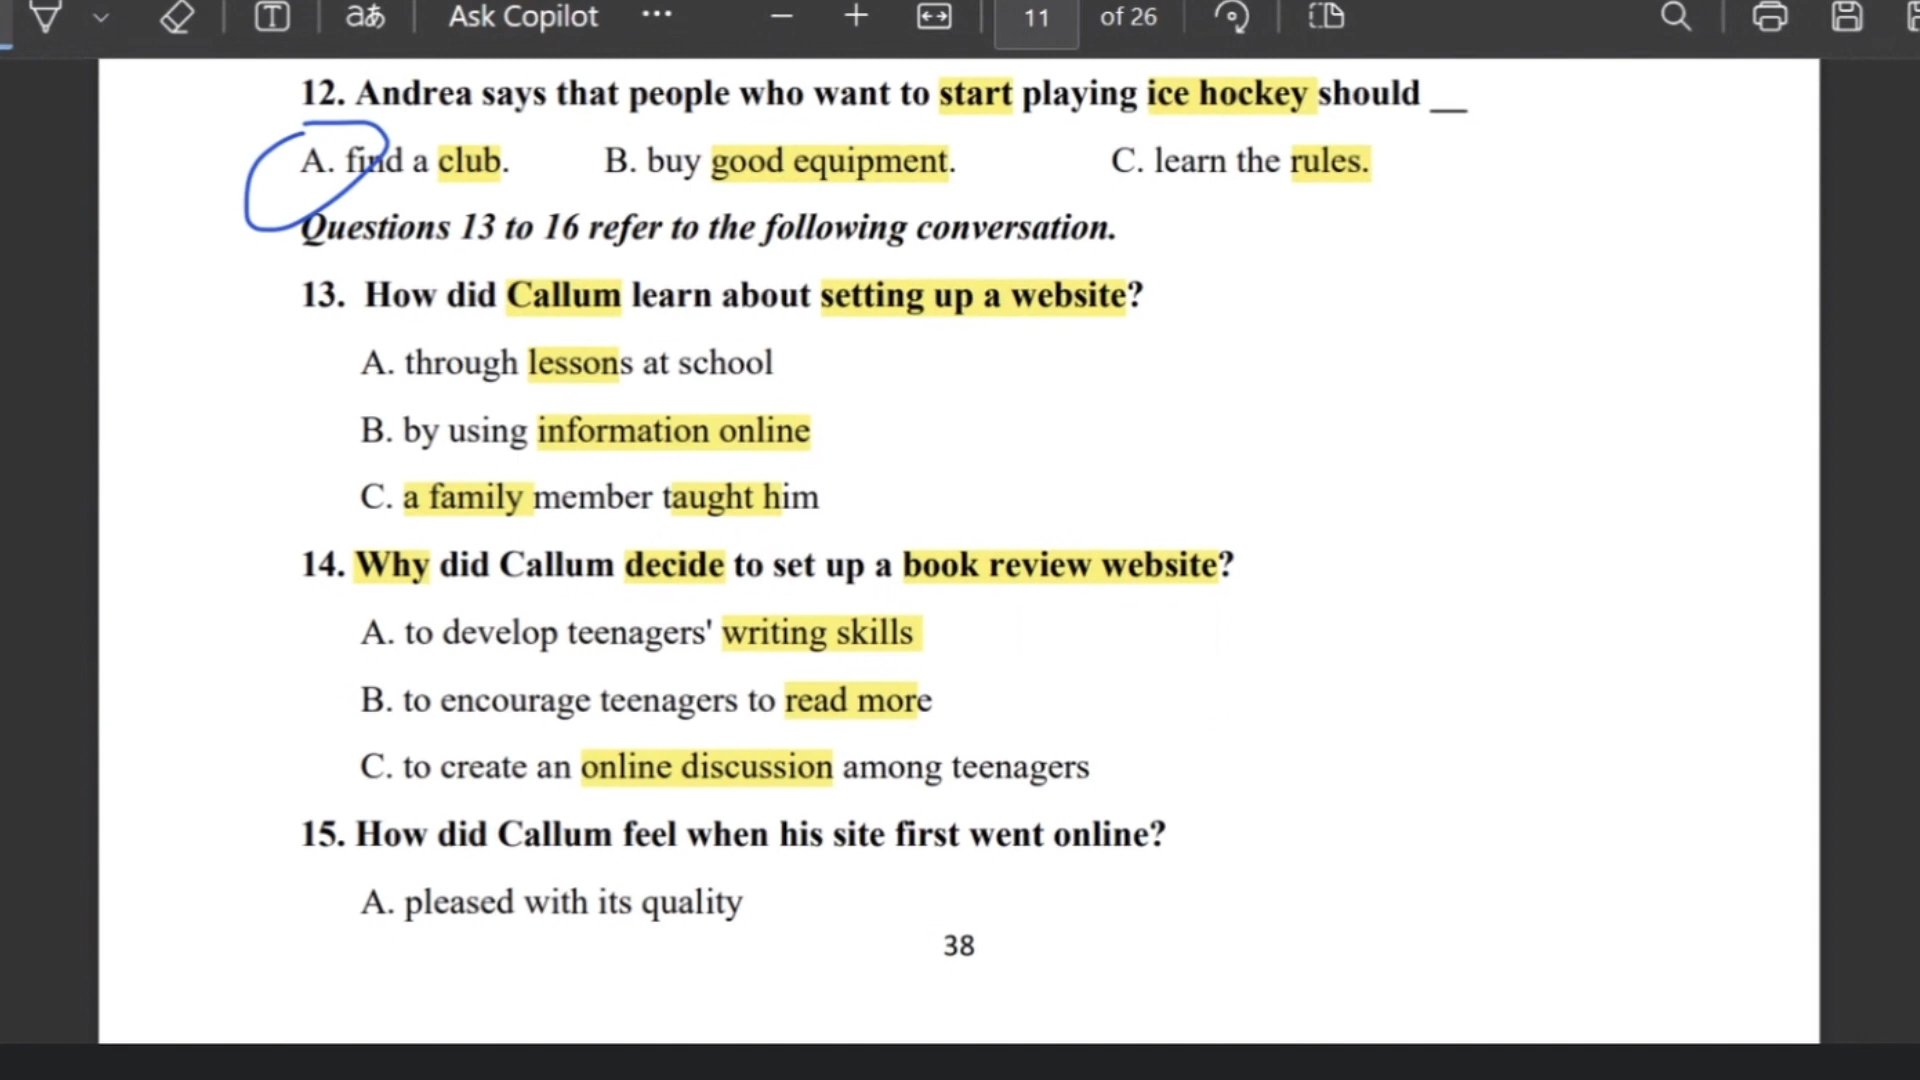 aあ Ask Copilot ... 11 of 26
12. Andrea says that people who want to start playing ice hockey should __
A. find a club. B. buy good equipment. C. learn the rules.
Questions 13 to 16 refer to the following conversation.
13. How did Callum learn about setting up a website?
A. through lessons at school
B. by using information online
C. a family member taught him
14. Why did Callum decide to set up a book review website?
A. to develop teenagers' writing skills
B. to encourage teenagers to read more
C. to create an online discussion among teenagers
15. How did Callum feel when his site first went online?
A. pleased with its quality
38